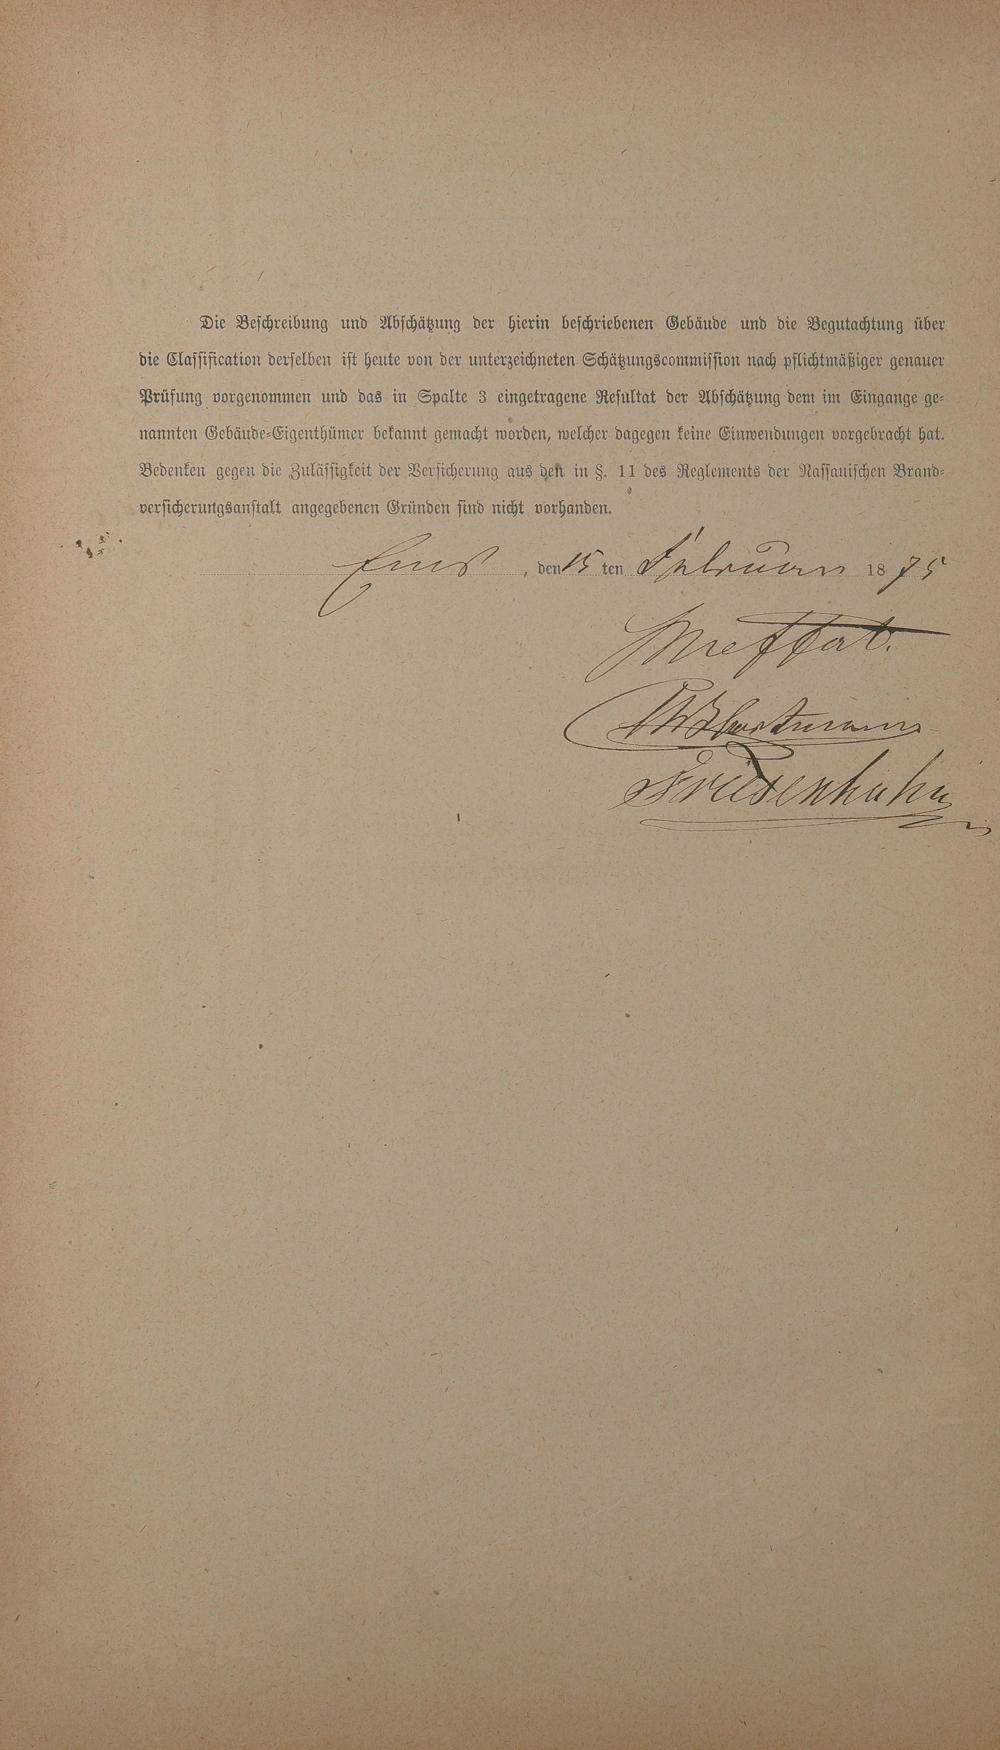 Die Beschreibung und Abschätzung der hierin beschriebenen Gebäude und die Begutachtung über
die Classification derselben ist heute von der unterzeichneten Schätzungscommission nach pflichtmäßiger genauer
Prüfung vorgenommen und das in Spalte 3 eingetragene Resultat der Abschätzung dem im Eingange ge-
nannten Gebäude-Eigenthümer bekannt gemacht worden, welcher dagegen keine Einwendungen vorgebracht hat.
Bedenken gegen die Zulässigkeit der Versicherung aus den in §. 11 des Reglements der Nassauischen Brand-
versicherungsanstalt angegebenen Gründen sind nicht vorhanden.
Ems, den 15 ten Februar 1875
Friesenhahn